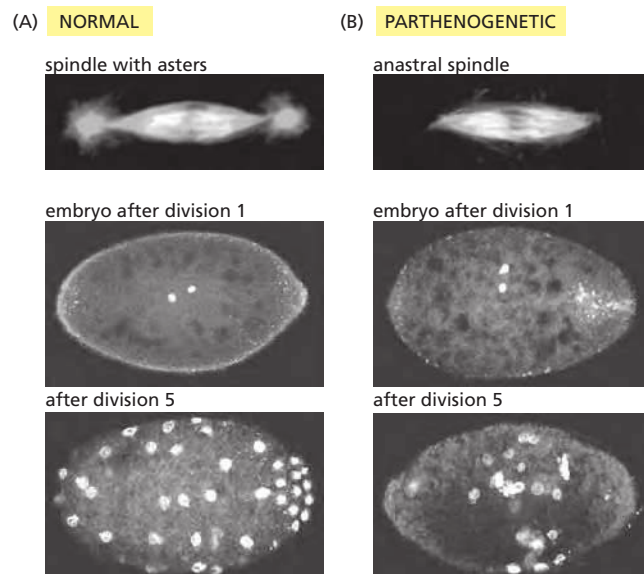 (A) NORMAL
spindle with asters
embryo after division 1
after division 5
(B) PARTHENOGENETIC
anastral spindle
embryo after division 1
after division 5